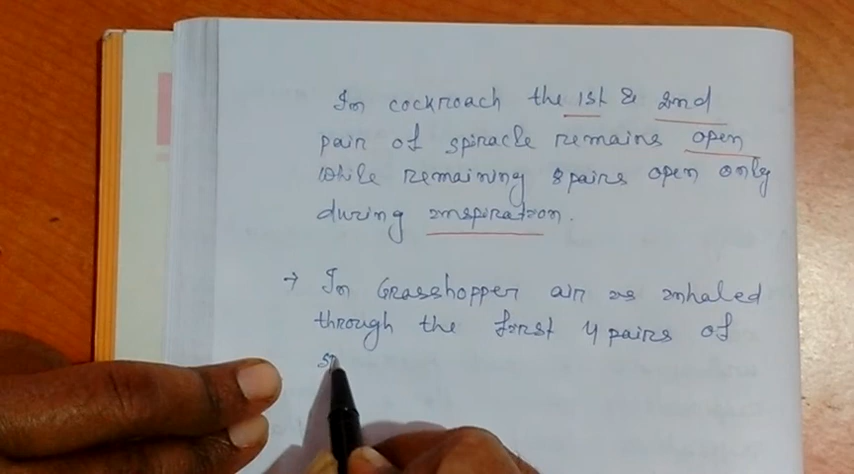 In cockroach the 1st & 2nd
pair of spiracle remains open
while remaining 8 pairs open only
during inspiration.
→ In Grasshopper air is inhaled
through the first 4 pairs of